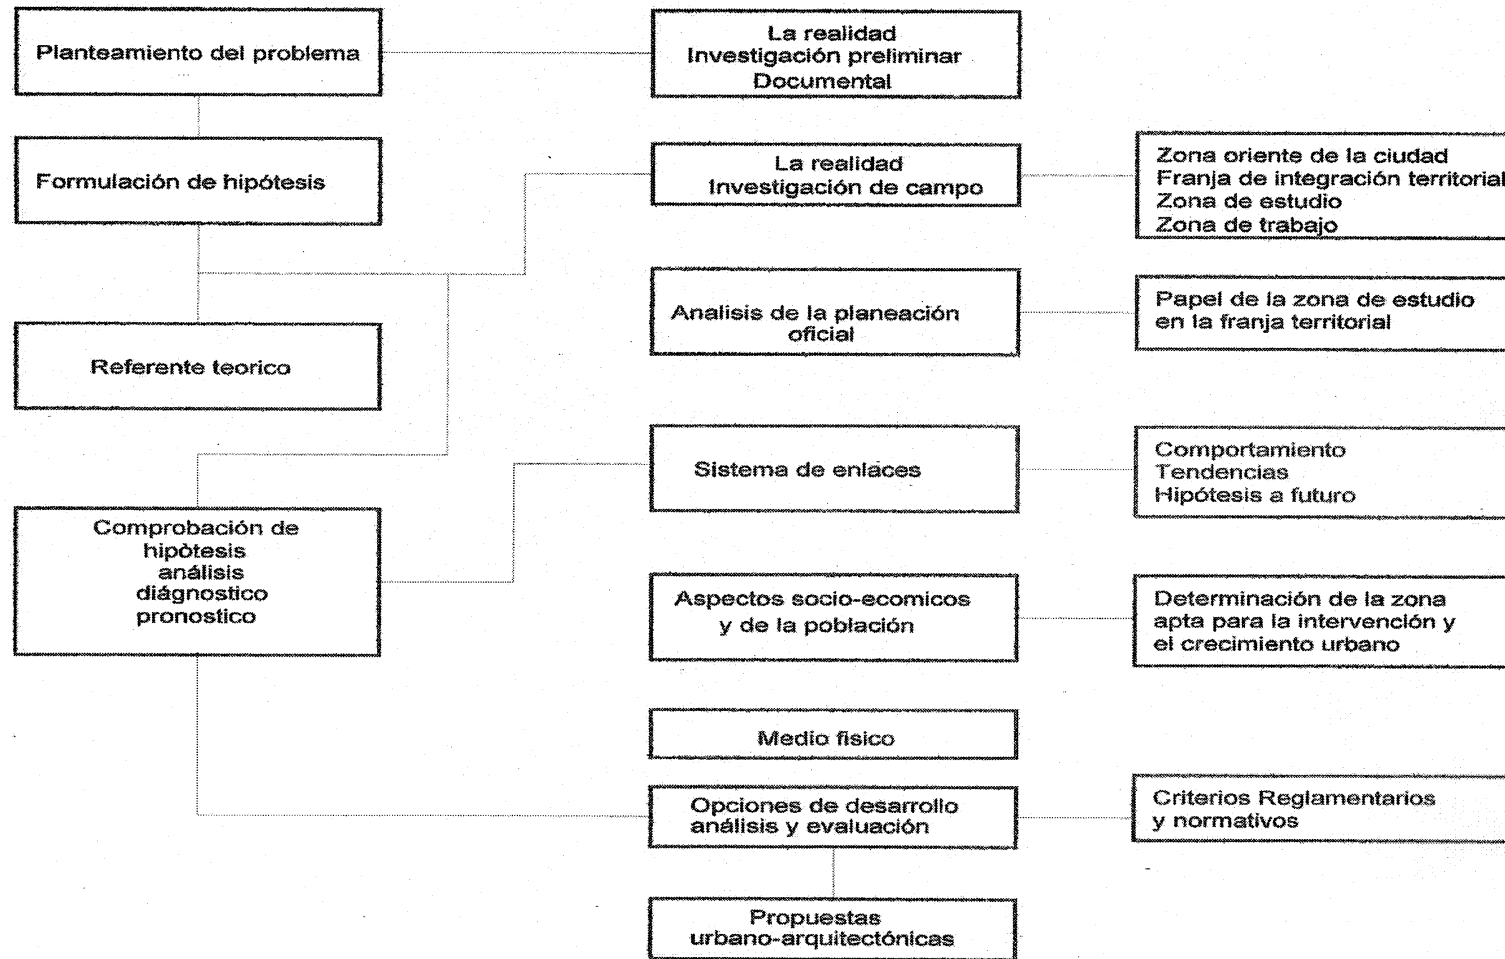 Planteamiento del problema
La realidad
Investigación preliminar
Documental
Formulación de hipótesis
La realidad
Investigación de campo
Zona oriente de la ciudad
Franja de integración territorial
Zona de estudio
Zona de trabajo
Referente teorico
Analisis de la planeación
oficial
Papel de la zona de estudio
en la franja territorial
Sistema de enlaces
Comportamiento
Tendencias
Hipótesis a futuro
Comprobación de
hipòtesis
análisis
diágnostico
pronostico
Aspectos socio-ecomicos
y de la población
Determinación de la zona
apta para la intervención y
el crecimiento urbano
Medio fisico
Opciones de desarrollo
análisis y evaluación
Criterios Reglamentarios
y normativos
Propuestas
urbano-arquitectónicas